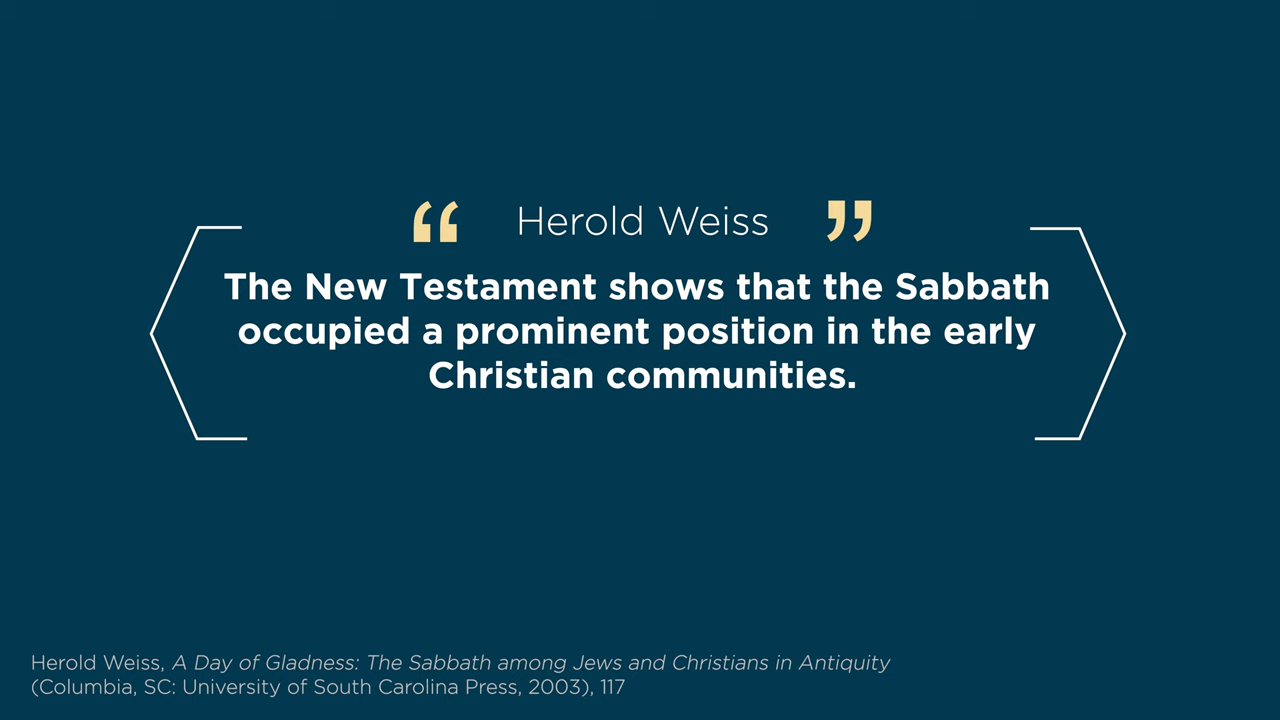 “ Herold Weiss ”
The New Testament shows that the Sabbath
occupied a prominent position in the early
Christian communities.
Herold Weiss, A Day of Gladness: The Sabbath among Jews and Christians in Antiquity
(Columbia, SC: University of South Carolina Press, 2003), 117